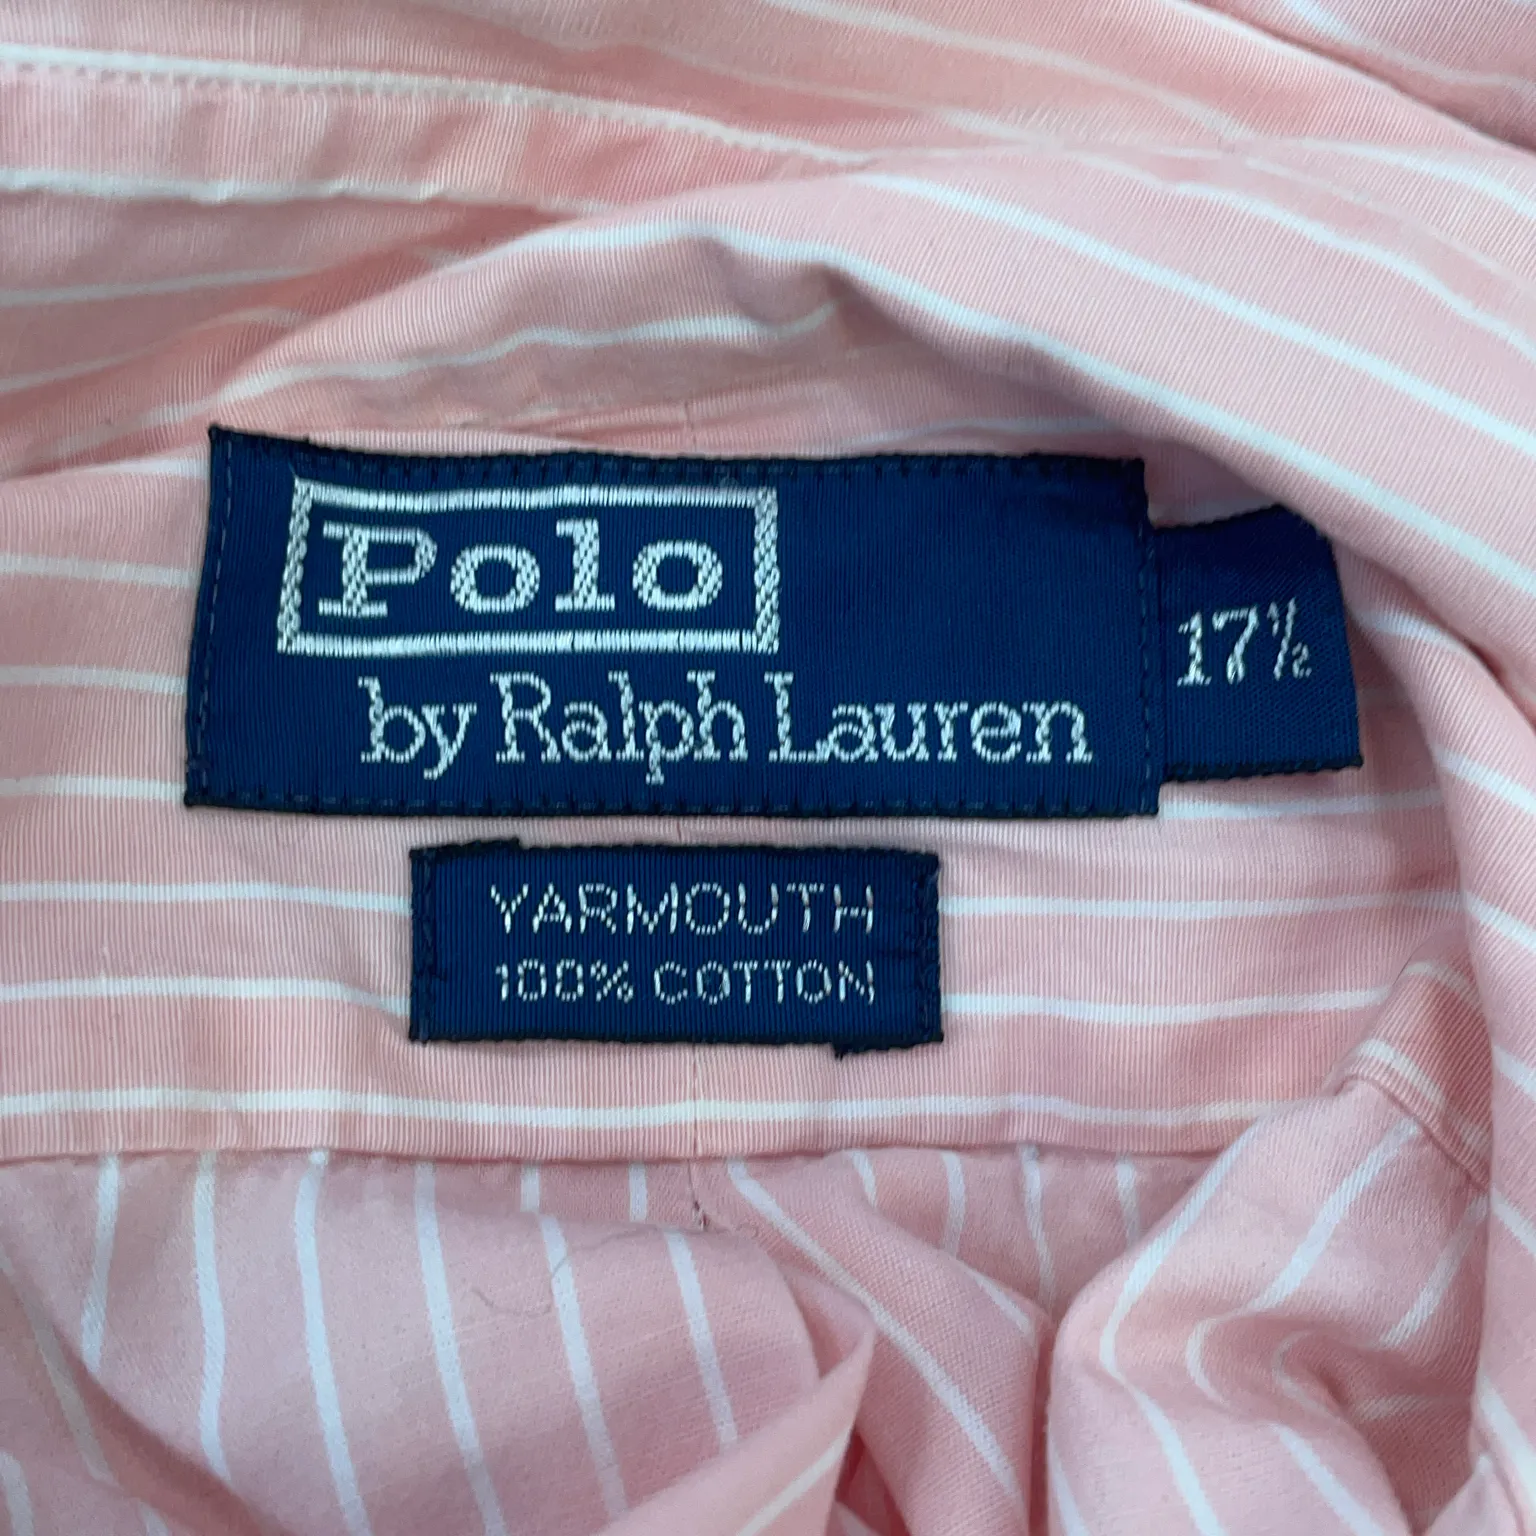 Polo
by Ralph Lauren
17½
YARMOUTH
100% COTTON